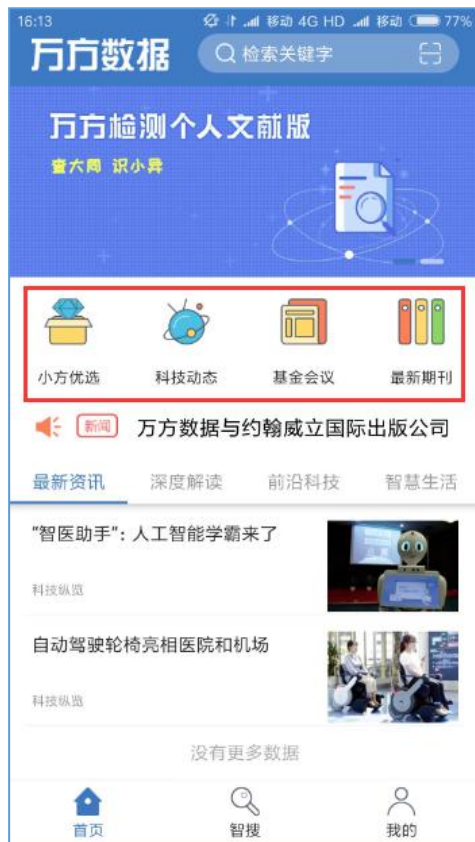 16:13 移动 4G HD 移动 77%
万方数据 检索关键字
万方检测个人文献版
查大同 识小异
小方优选 科技动态 基金会议 最新期刊
新闻 万方数据与约翰威立国际出版公司
最新资讯 深度解读 前沿科技 智慧生活
“智医助手”：人工智能学霸来了
科技纵览
自动驾驶轮椅亮相医院和机场
科技纵览
没有更多数据
首页 智搜 我的